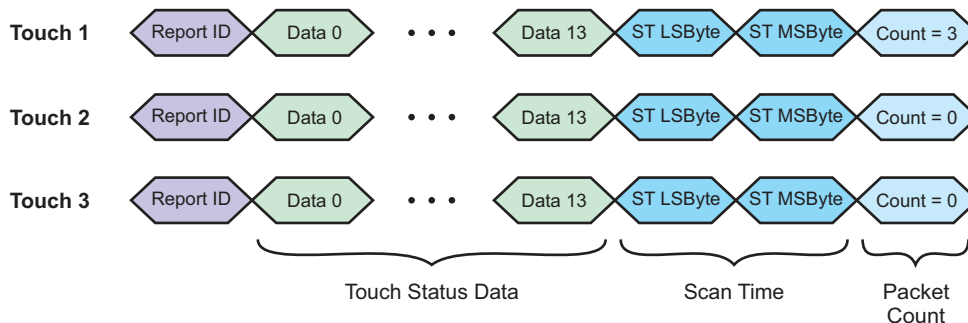 Touch 1 Report ID Data 0 • • • Data 13 ST LSByte ST MSByte Count = 3
Touch 2 Report ID Data 0 • • • Data 13 ST LSByte ST MSByte Count = 0
Touch 3 Report ID Data 0 • • • Data 13 ST LSByte ST MSByte Count = 0
Touch Status Data Scan Time Packet
Count